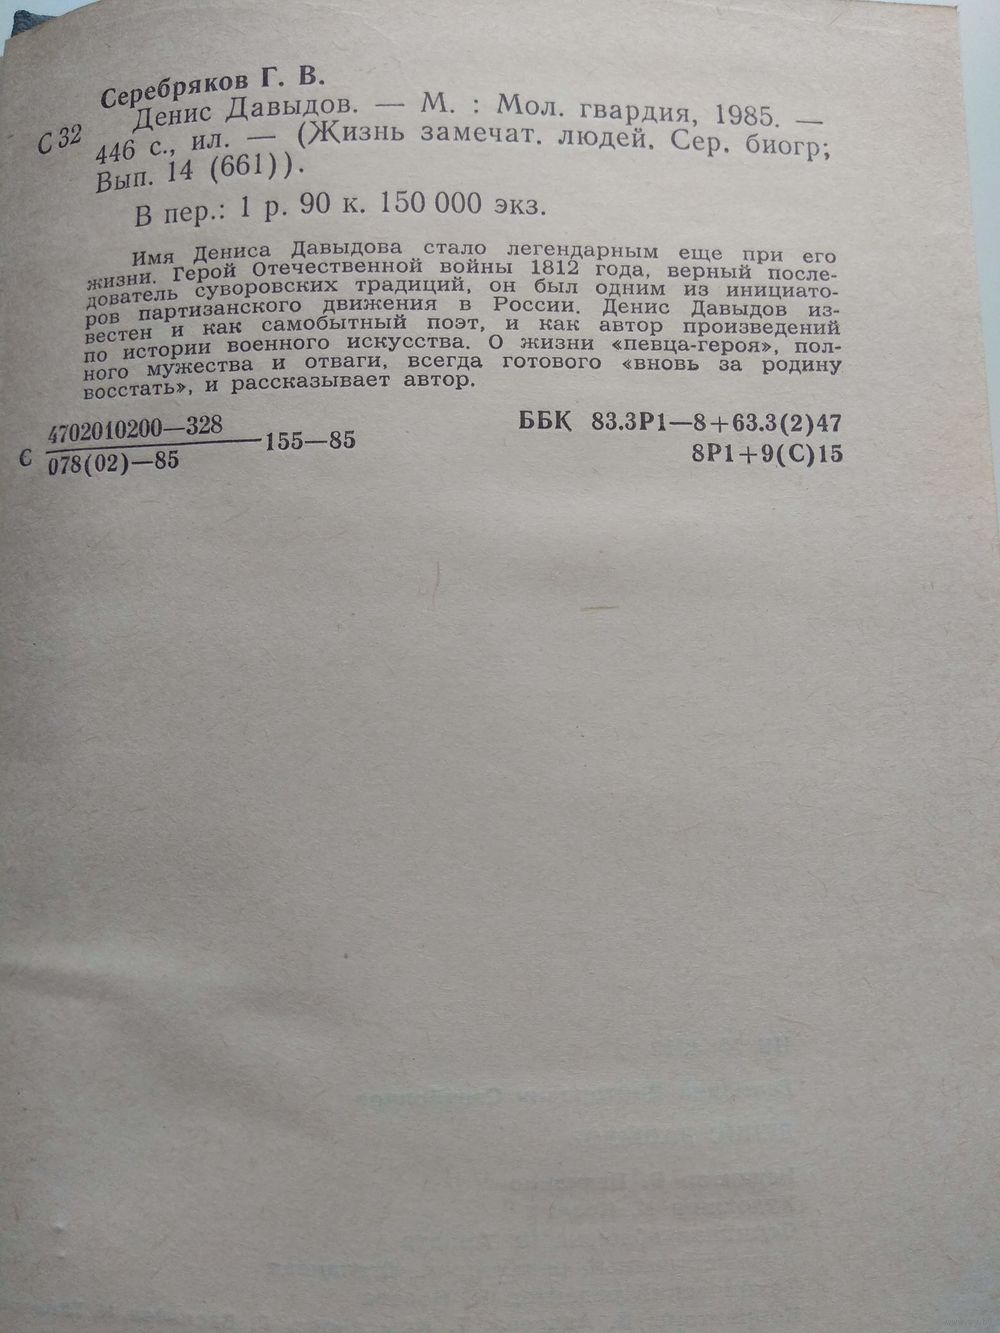 Серебряков Г. В.
С 32 Денис Давыдов. — М. : Мол. гвардия, 1985. —
446 с., ил. — (Жизнь замечат. людей. Сер. биогр;
Вып. 14 (661)).
В пер.: 1 р. 90 к. 150 000 экз.
Имя Дениса Давыдова стало легендарным еще при его
жизни. Герой Отечественной войны 1812 года, верный после-
дователь суворовских традиций, он был одним из инициато-
ров партизанского движения в России. Денис Давыдов из-
вестен и как самобытный поэт, и как автор произведений
по истории военного искусства. О жизни «певца-героя», пол-
ного мужества и отваги, всегда готового «вновь за родину
восстать», и рассказывает автор.
С 4702010200—328
078(02)—85 155—85
ББК 83.3Р1—8+63.3(2)47
8Р1+9(С)15